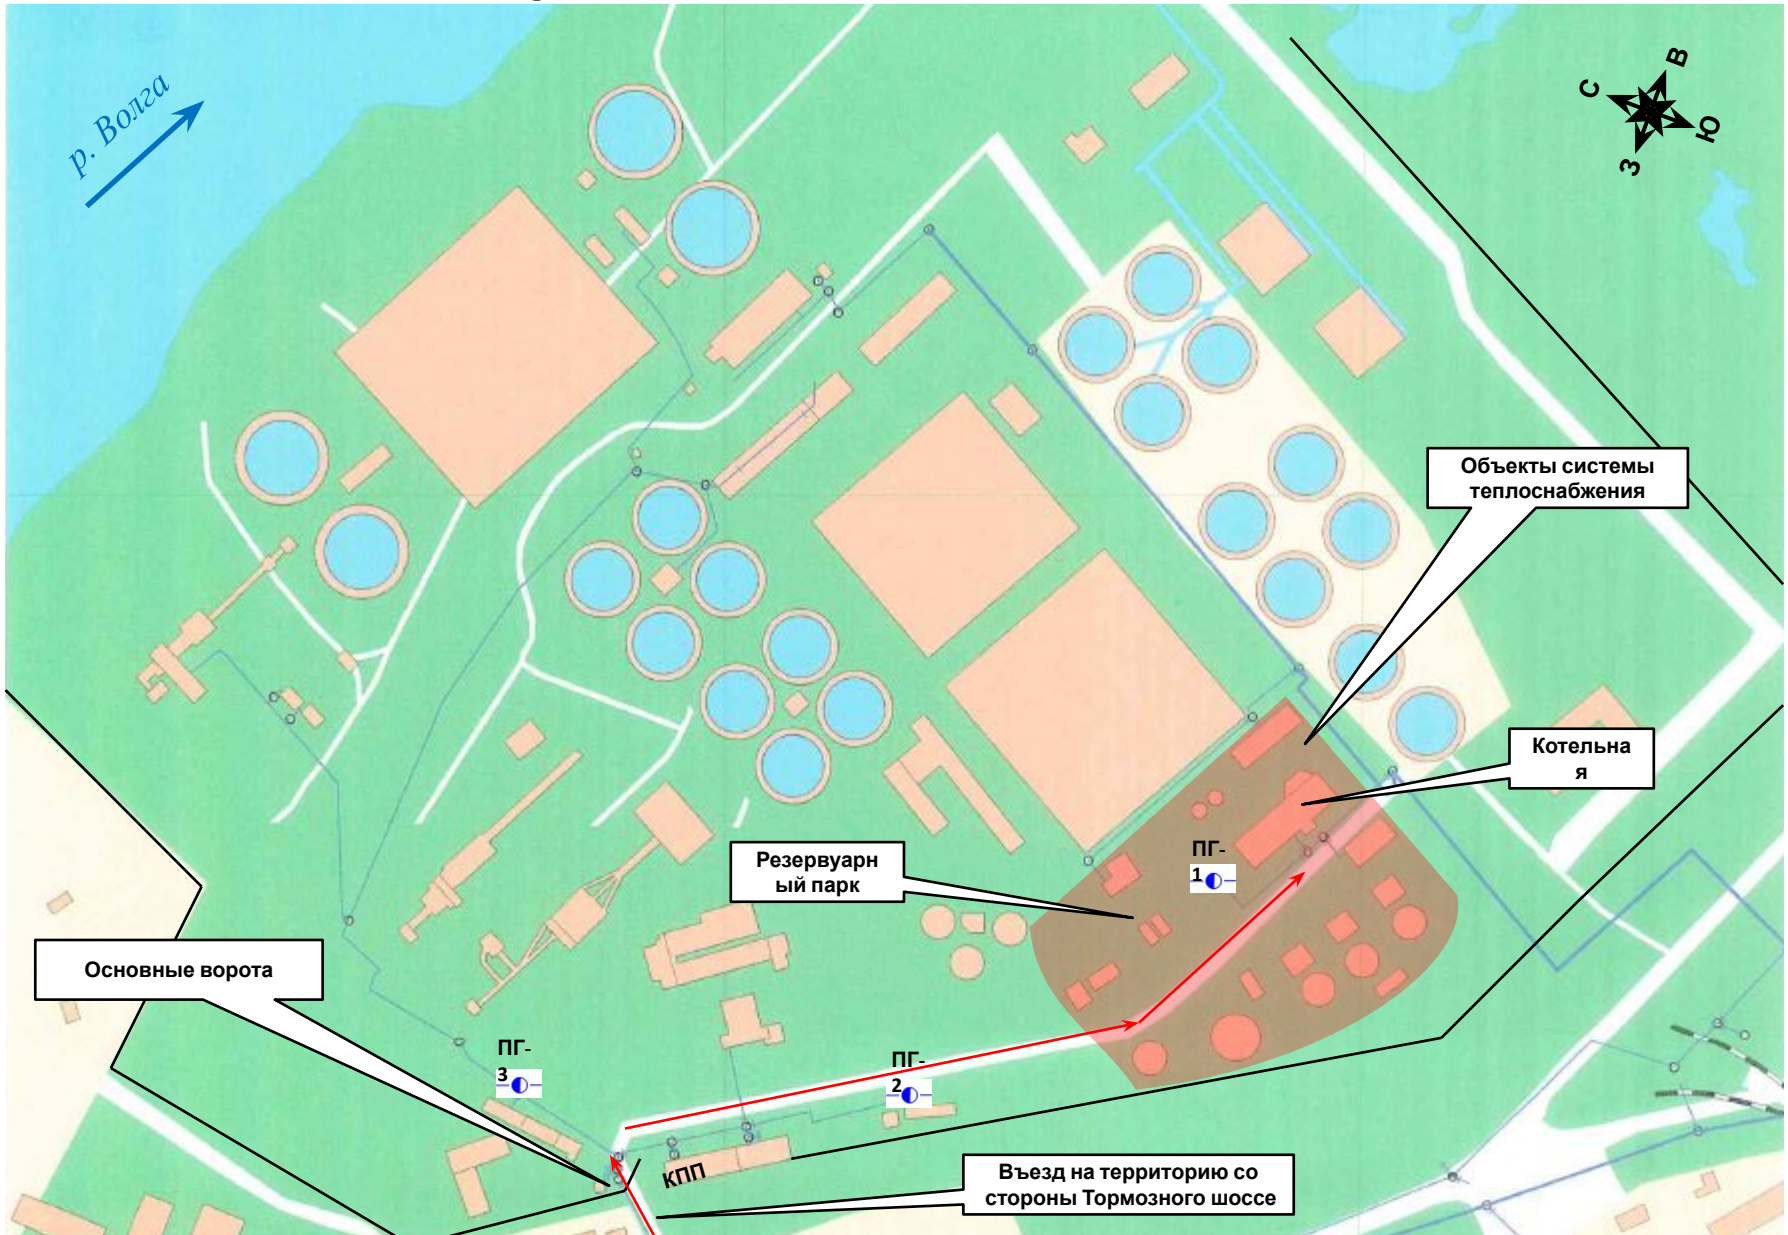 р. Волга
В
С
Ю
З
Объекты системы
теплоснабжения
Котельна
я
Резервуарн
ый парк
ПГ-
1
Основные ворота
ПГ-
3
ПГ-
2
КПП
Въезд на территорию со
стороны Тормозного шоссе